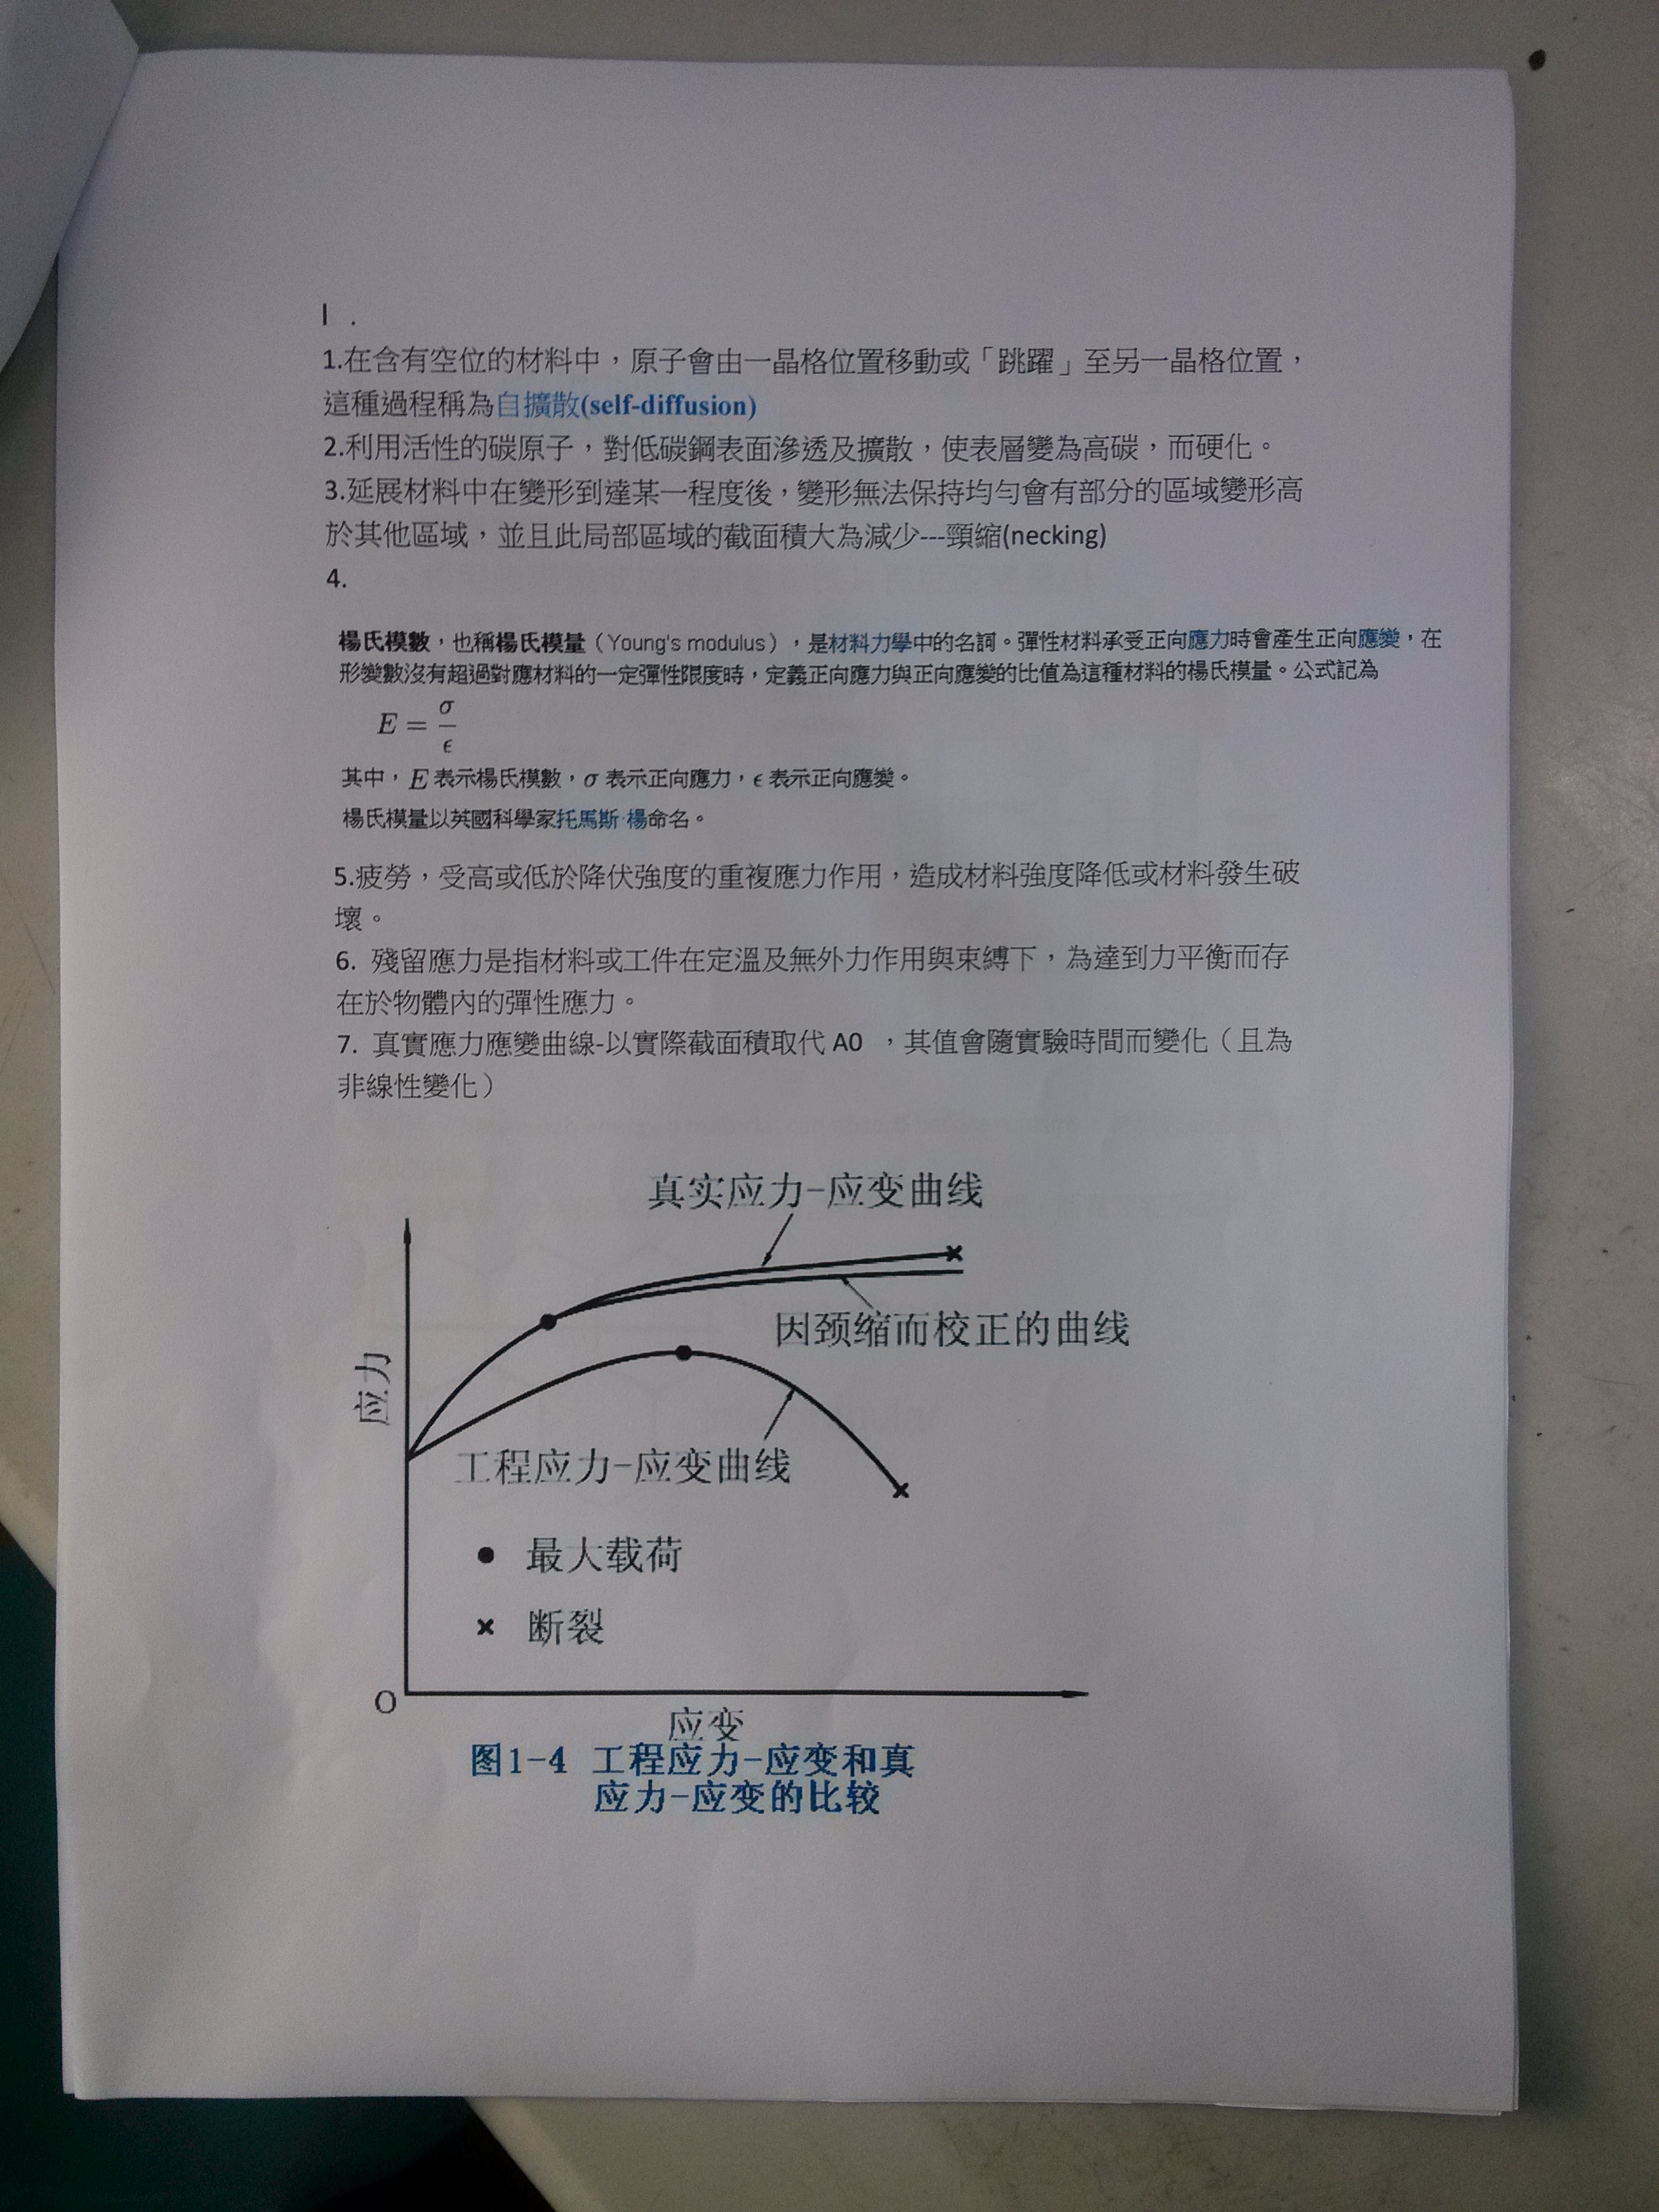 I .
1.在含有空位的材料中，原子會由一晶格位置移動或「跳躍」至另一晶格位置，
這種過程稱為自擴散(self-diffusion)
2.利用活性的碳原子，對低碳鋼表面滲透及擴散，使表層變為高碳，而硬化。
3.延展材料中在變形到達某一程度後，變形無法保持均勻會有部分的區域變形高
於其他區域，並且此局部區域的截面積大為減少---頸縮(necking)
4.
楊氏模數，也稱楊氏模量（Young's modulus），是材料力學中的名詞。彈性材料承受正向應力時會產生正向應變，在
形變數沒有超過對應材料的一定彈性限度時，定義正向應力與正向應變的比值為這種材料的楊氏模量。公式記為
E = σ/ϵ
其中，E 表示楊氏模數，σ 表示正向應力，ϵ 表示正向應變。
楊氏模量以英國科學家托馬斯·楊命名。
5.疲勞，受高或低於降伏強度的重複應力作用，造成材料強度降低或材料發生破
壞。
6. 殘留應力是指材料或工件在定溫及無外力作用與束縛下，為達到力平衡而存
在於物體內的彈性應力。
7. 真實應力應變曲線-以實際截面積取代 A0 ，其值會隨實驗時間而變化（且為
非線性變化）
真实应力-应变曲线
因颈缩而校正的曲线
应力
工程应力-应变曲线
● 最大载荷
× 断裂
O
应变
图1-4 工程应力-应变和真
应力-应变的比较